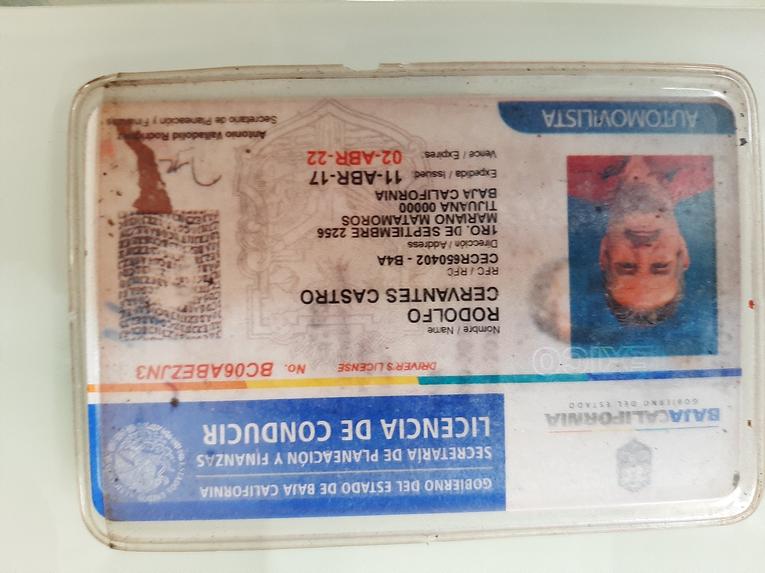 GOBIERNO DEL ESTADO DE BAJA CALIFORNIA
SECRETARÍA DE PLANEACIÓN Y FINANZAS
LICENCIA DE CONDUCIR
BAJACALIFORNIA
GOBIERNO DEL ESTADO
DRIVER'S LICENSE No. BC06ABEZJN3
Nombre / Name
RODOLFO
CERVANTES CASTRO
RFC / RFC
CECR650402 - B4A
Dirección / Address
1RO. DE SEPTIEMBRE 2256
MARIANO MATAMOROS
TIJUANA 00000
BAJA CALIFORNIA
Expedida / Issued
11-ABR-17
Vence / Expires
02-ABR-22
Antonio Valladolid Rodríguez
Secretario de Planeación y Finanzas
AUTOMOVILISTA